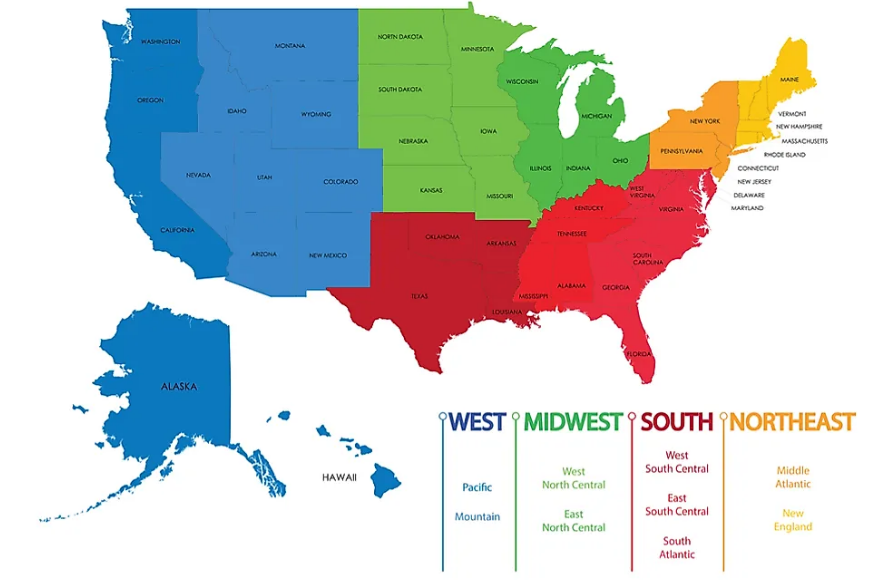 WASHINGTON
MONTANA
NORTH DAKOTA
MINNESOTA
OREGON
IDAHO
WYOMING
SOUTH DAKOTA
WISCONSIN
MICHIGAN
MAINE
NEW YORK
VERMONT
NEW HAMPSHIRE
MASSACHUSETTS
RHODE ISLAND
CONNECTICUT
NEW JERSEY
DELAWARE
MARYLAND
PENNSYLVANIA
NEBRASKA
IOWA
NEVADA
UTAH
COLORADO
KANSAS
MISSOURI
ILLINOIS
INDIANA
OHIO
WEST
VIRGINIA
VIRGINIA
KENTUCKY
CALIFORNIA
ARIZONA
NEW MEXICO
OKLAHOMA
ARKANSAS
TENNESSEE
SOUTH
CAROLINA
TEXAS
LOUISIANA
MISSISSIPPI
ALABAMA
GEORGIA
FLORIDA
ALASKA
HAWAII
WEST
Pacific
Mountain
MIDWEST
West
North Central
East
North Central
SOUTH
West
South Central
East
South Central
South
Atlantic
NORTHEAST
Middle
Atlantic
New
England